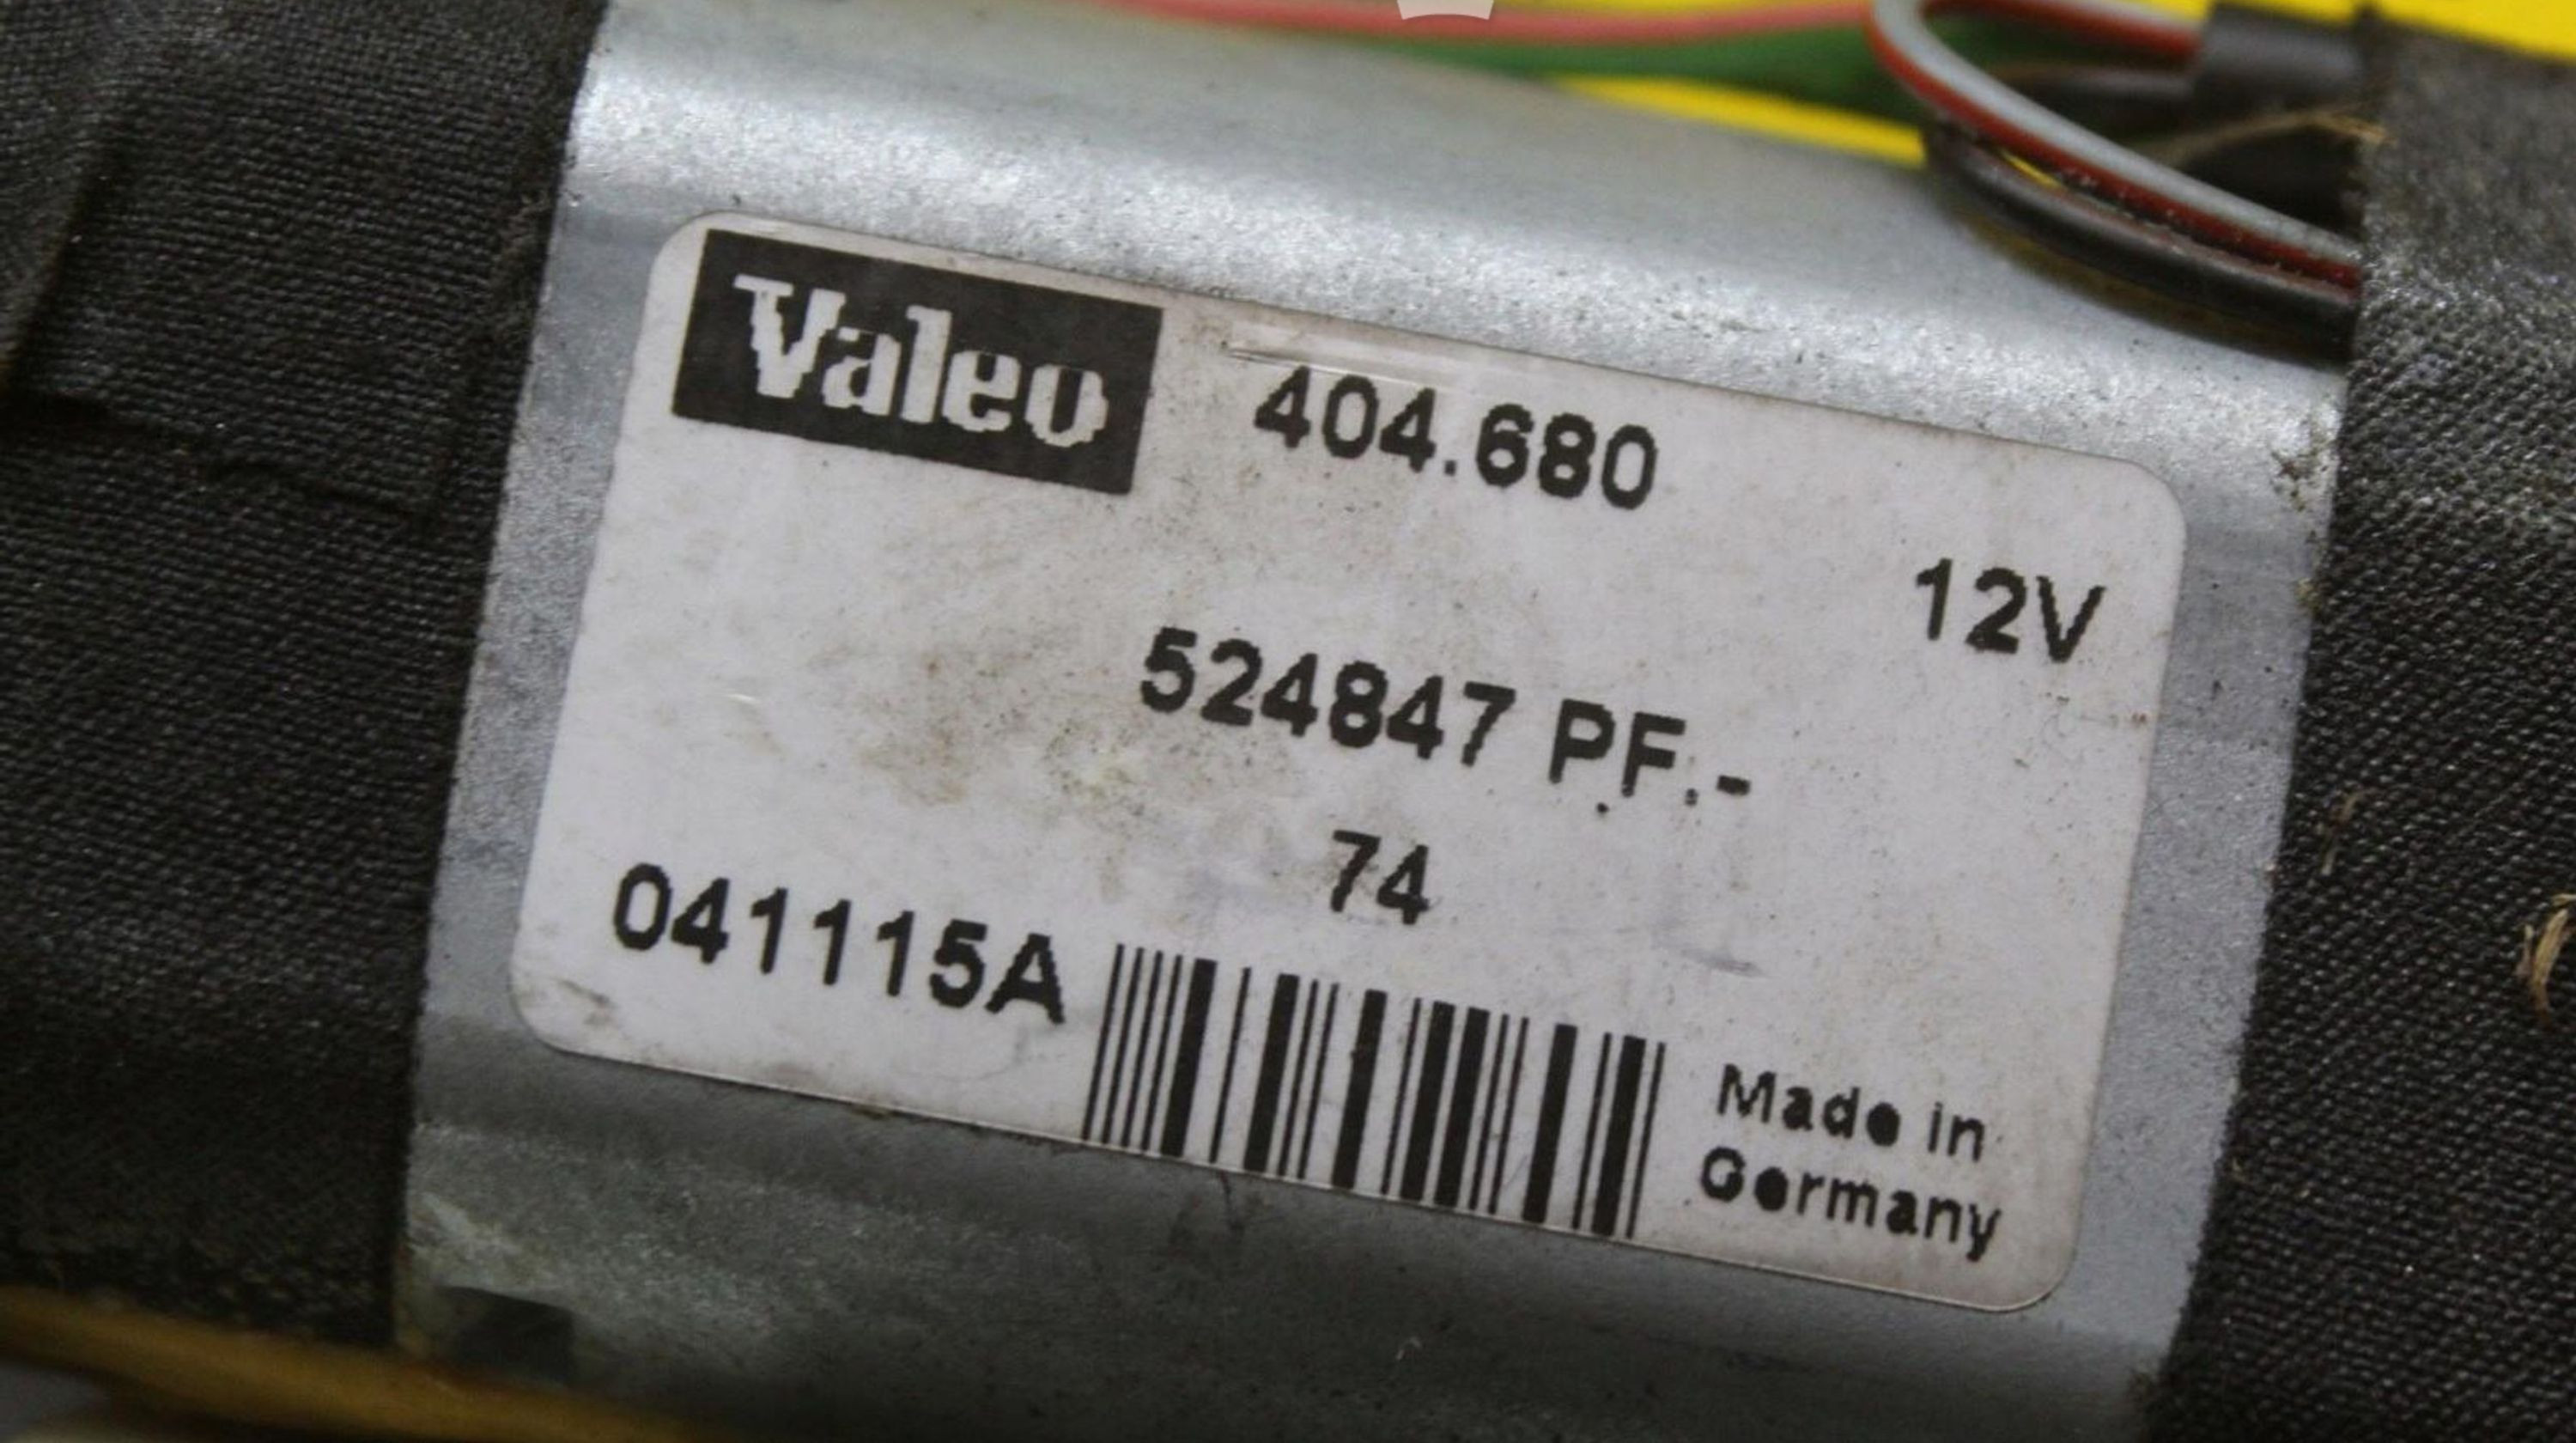 Valeo 404.680
12V
524847 PF.-
74
041115A
Made in
Germany